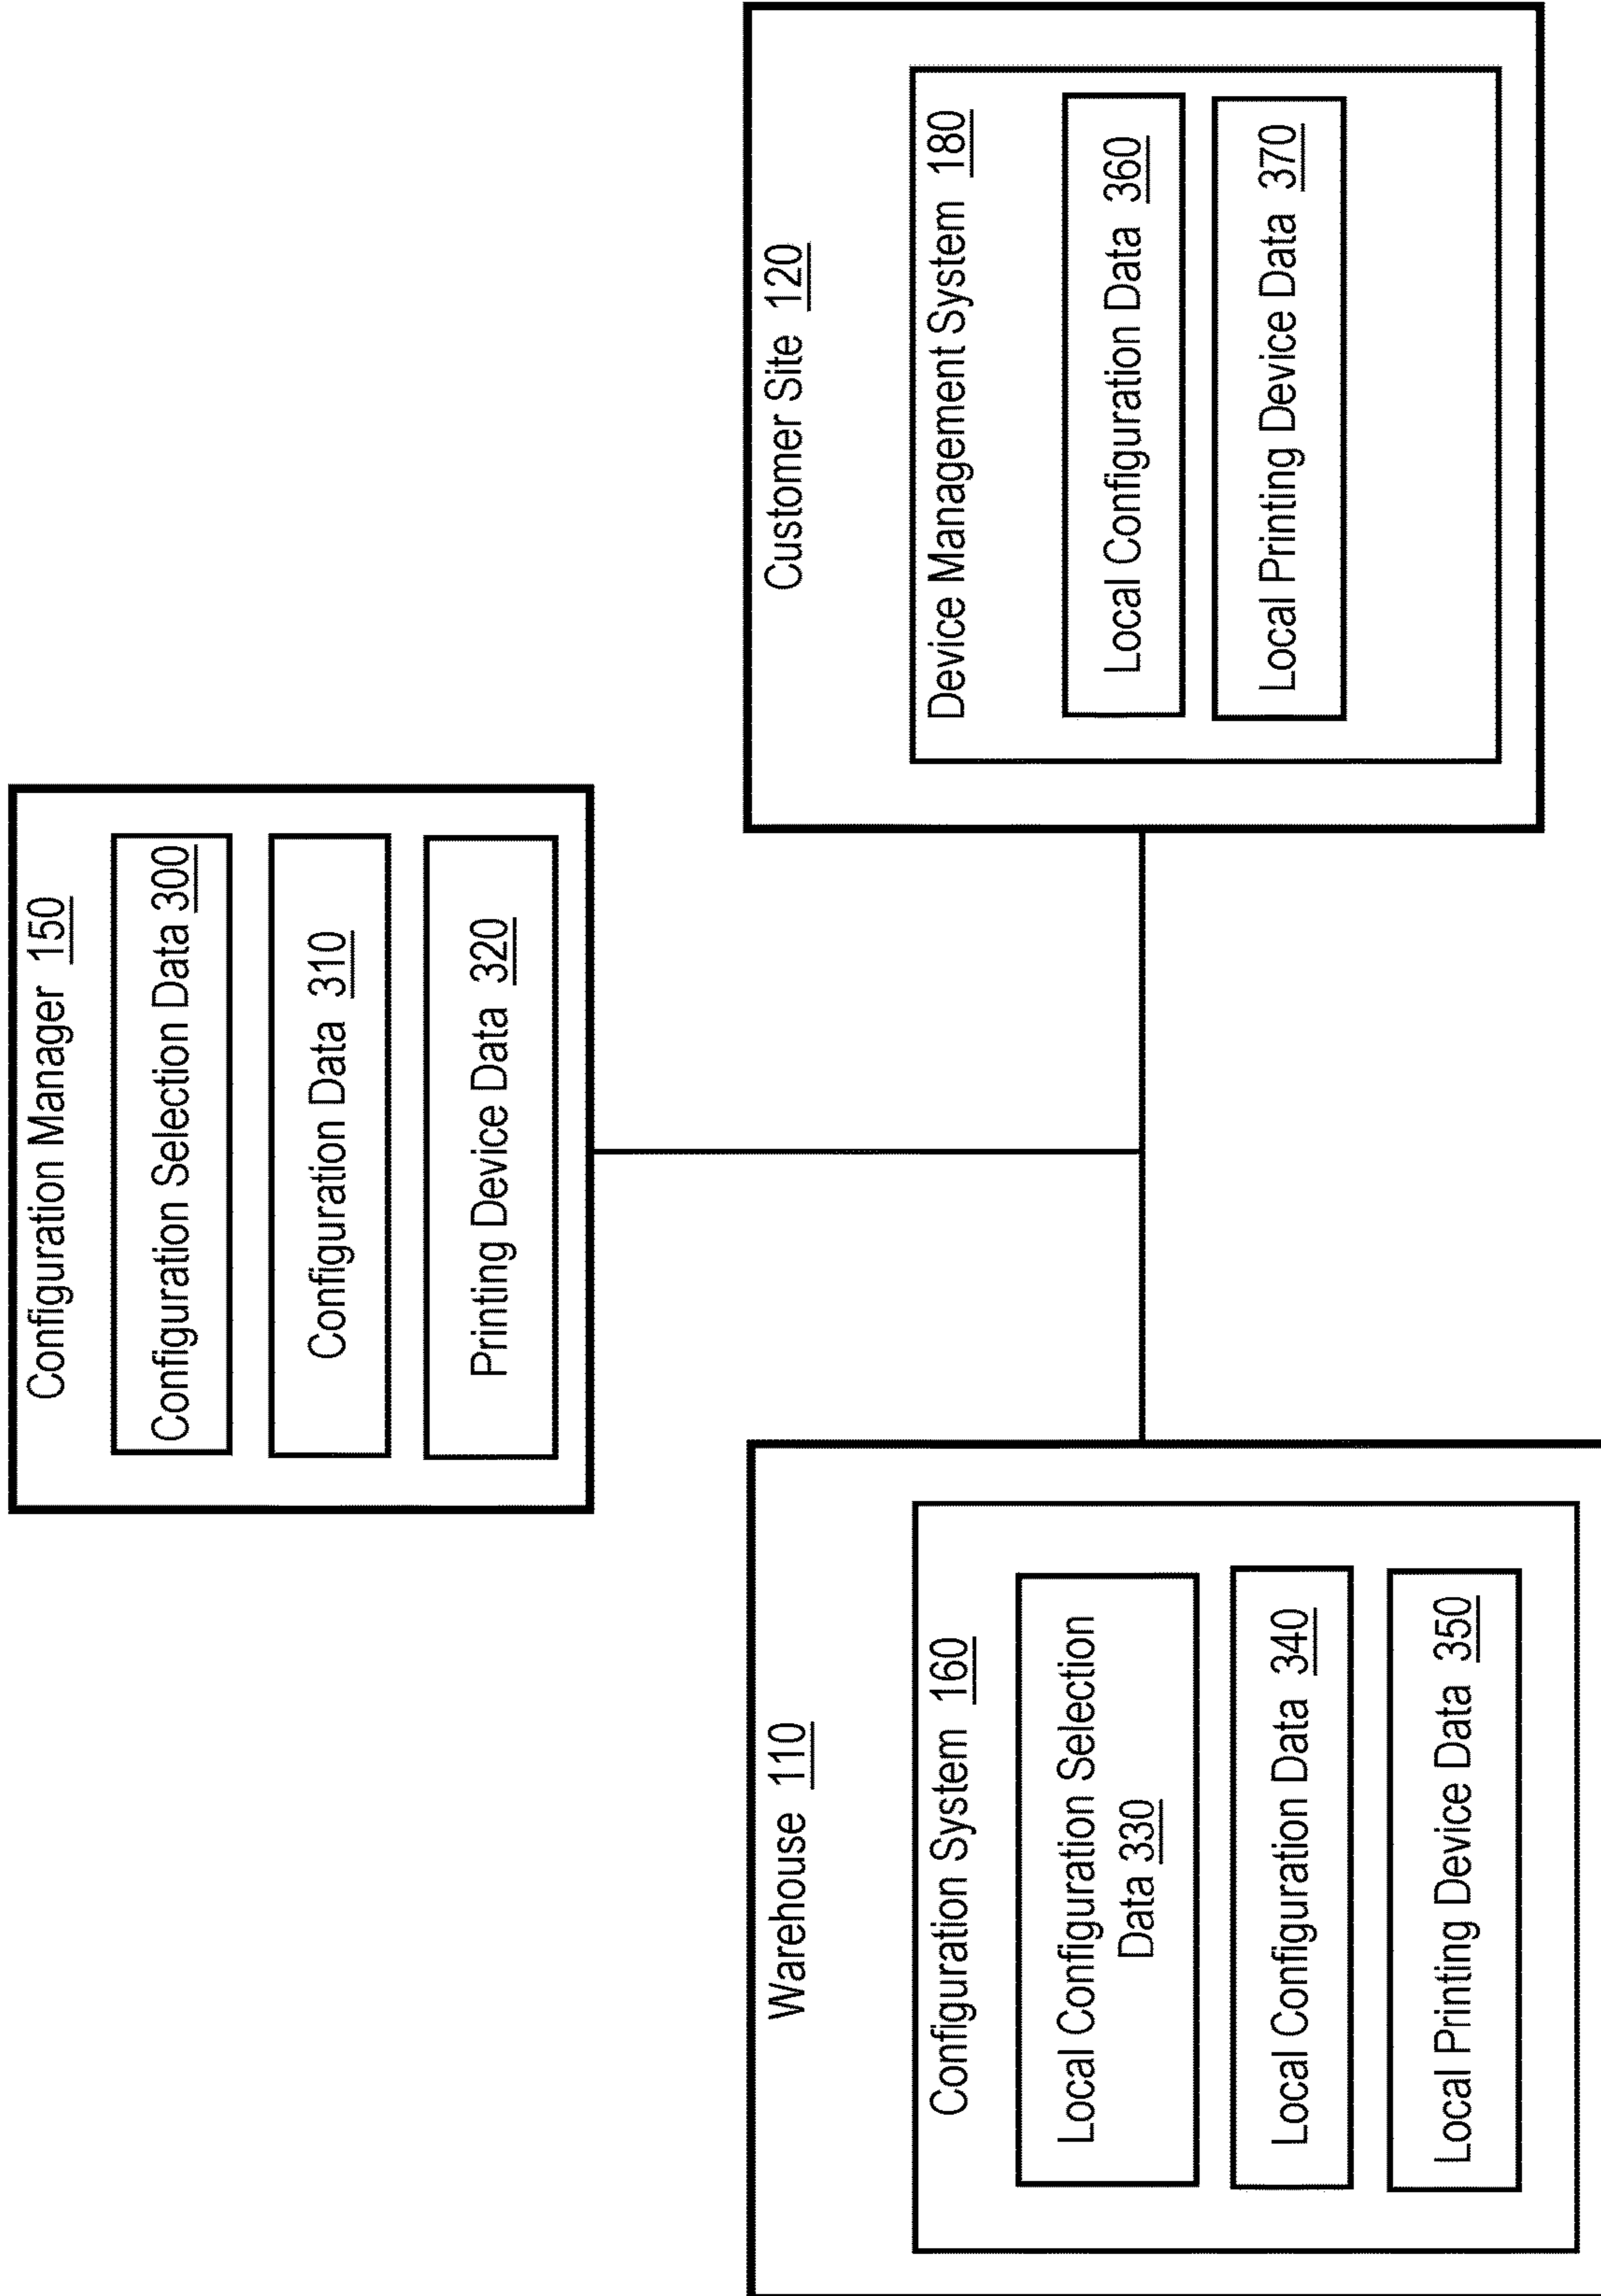 Configuration Manager 150
Configuration Selection Data 300
Configuration Data 310
Printing Device Data 320
Warehouse 110
Configuration System 160
Local Configuration Selection
Data 330
Local Configuration Data 340
Local Printing Device Data 350
Customer Site 120
Device Management System 180
Local Configuration Data 360
Local Printing Device Data 370